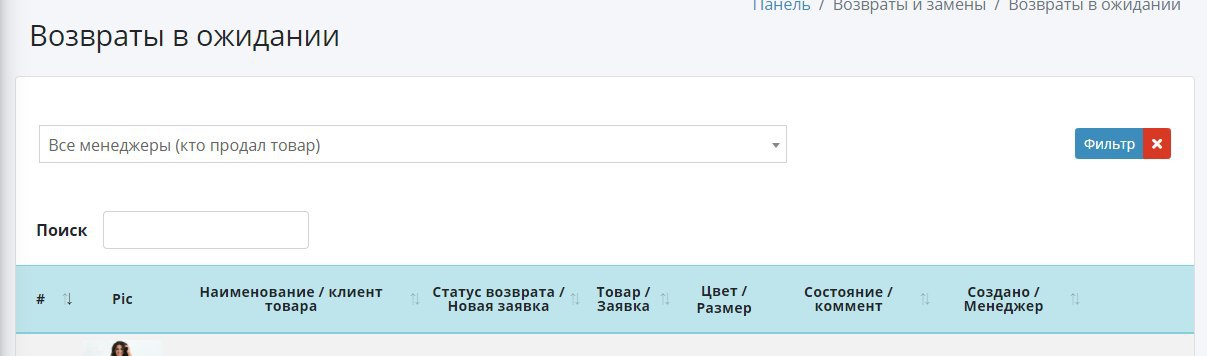 Панель / Возвраты и замены / Возвраты в ожидании
Возвраты в ожидании
Все менеджеры (кто продал товар)
Фильтр
Поиск
#
Pic
Наименование / клиент
товара
Статус возврата /
Новая заявка
Товар /
Заявка
Цвет /
Размер
Состояние /
коммент
Создано /
Менеджер